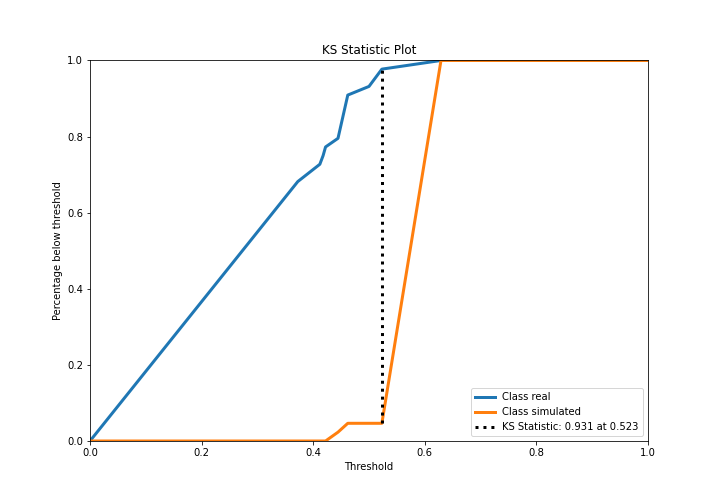 KS Statistic Plot
1.0
0.8
0.6
0.4
0.2
0.0
Percentage below threshold
0.0 0.2 0.4 0.6 0.8 1.0
Threshold
Class real
Class simulated
KS Statistic: 0.931 at 0.523